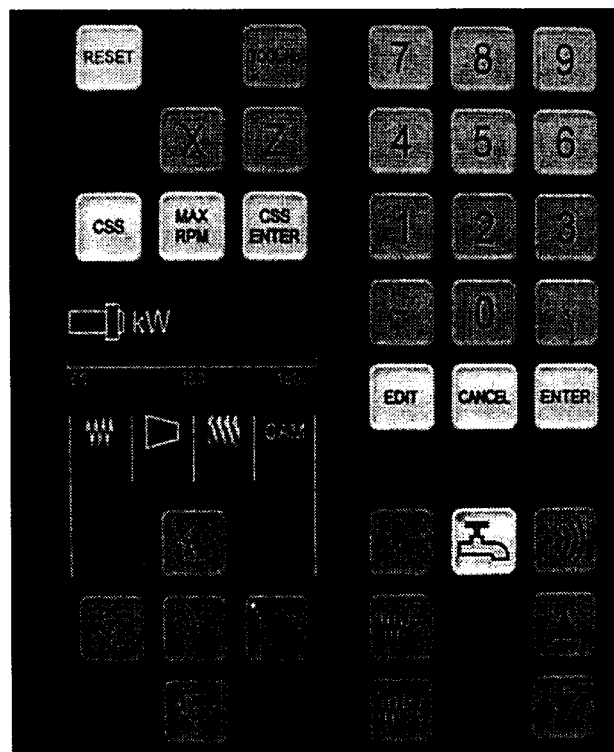 RESET
7 8 9
X Z
4 5 6
CSS
MAX
RPM
CSS
ENTER
1 2 3
0
kW
EDIT
CANCEL
ENTER
CAM